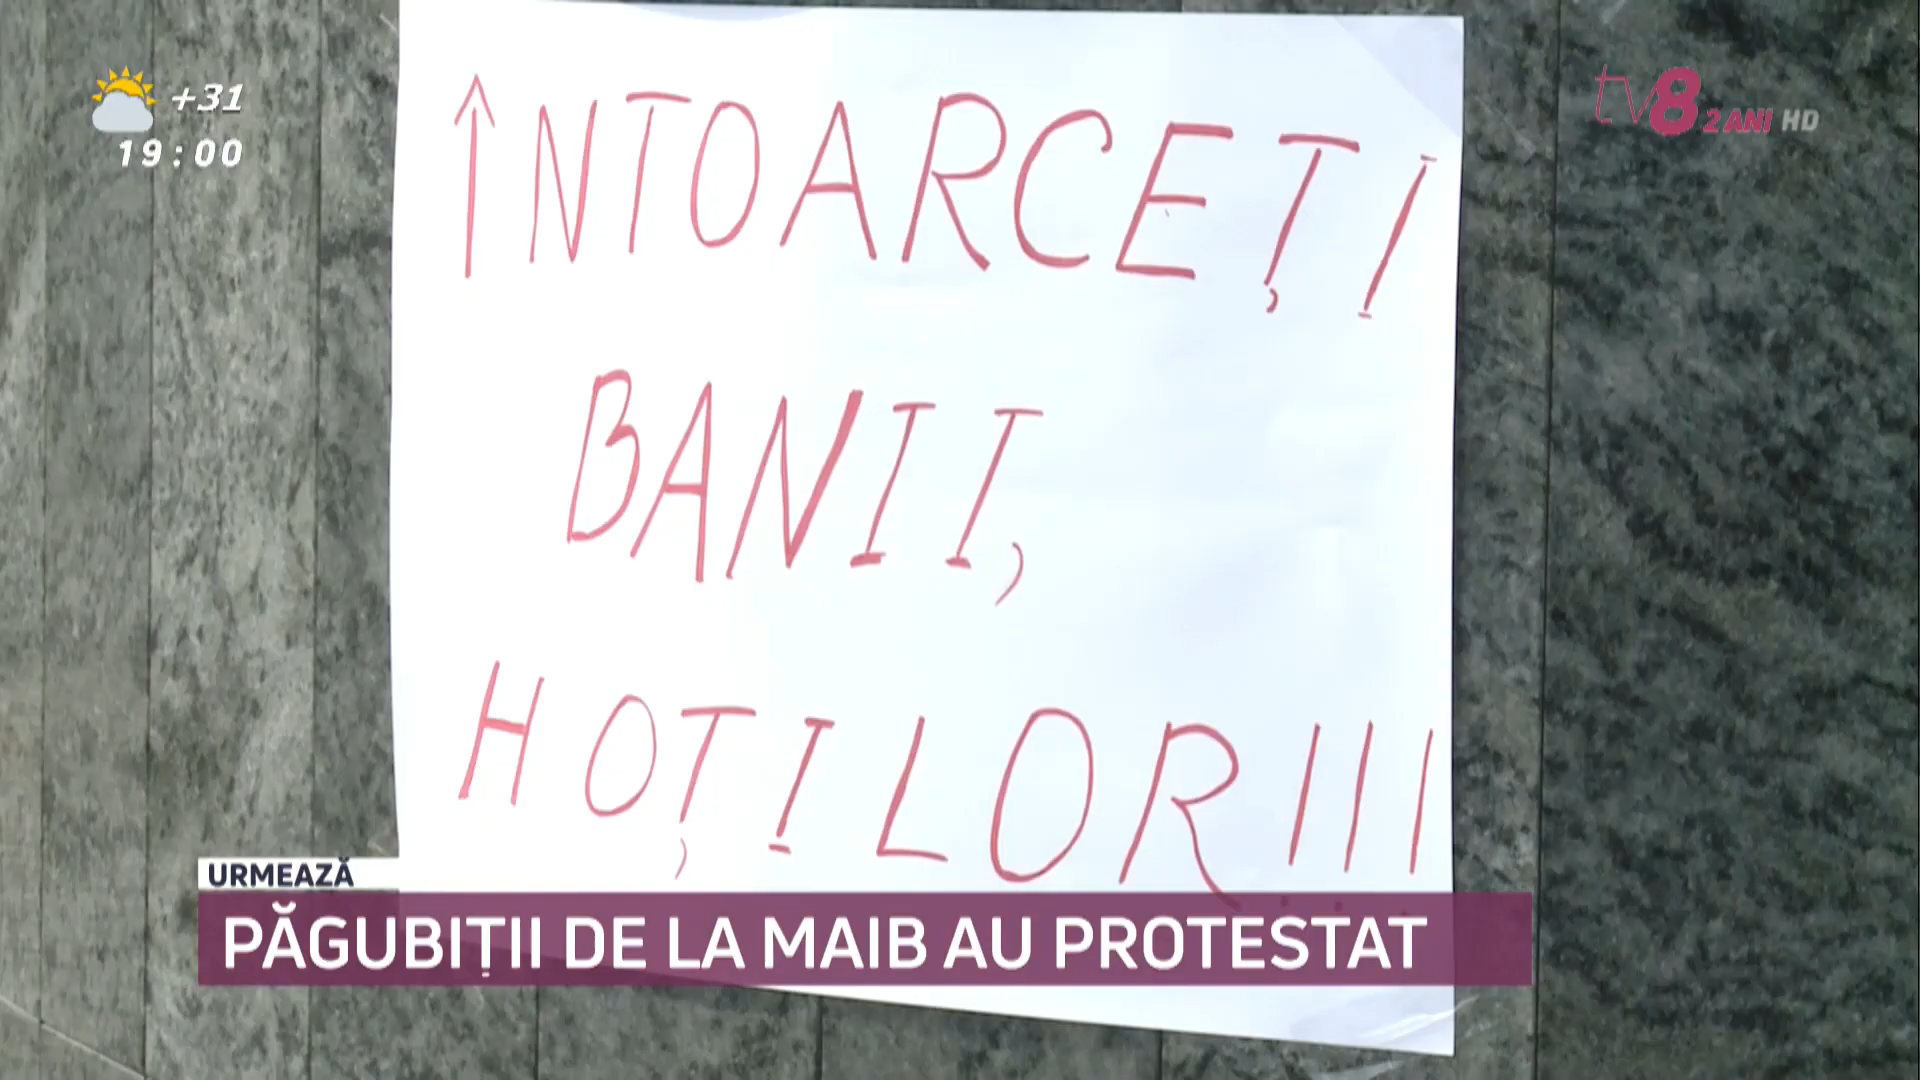 +31
19:00
tv8 2 ANI HD
ÎNTOARCEȚI
BANII,
HOȚILOR!!!
URMEAZĂ
PĂGUBIȚII DE LA MAIB AU PROTESTAT